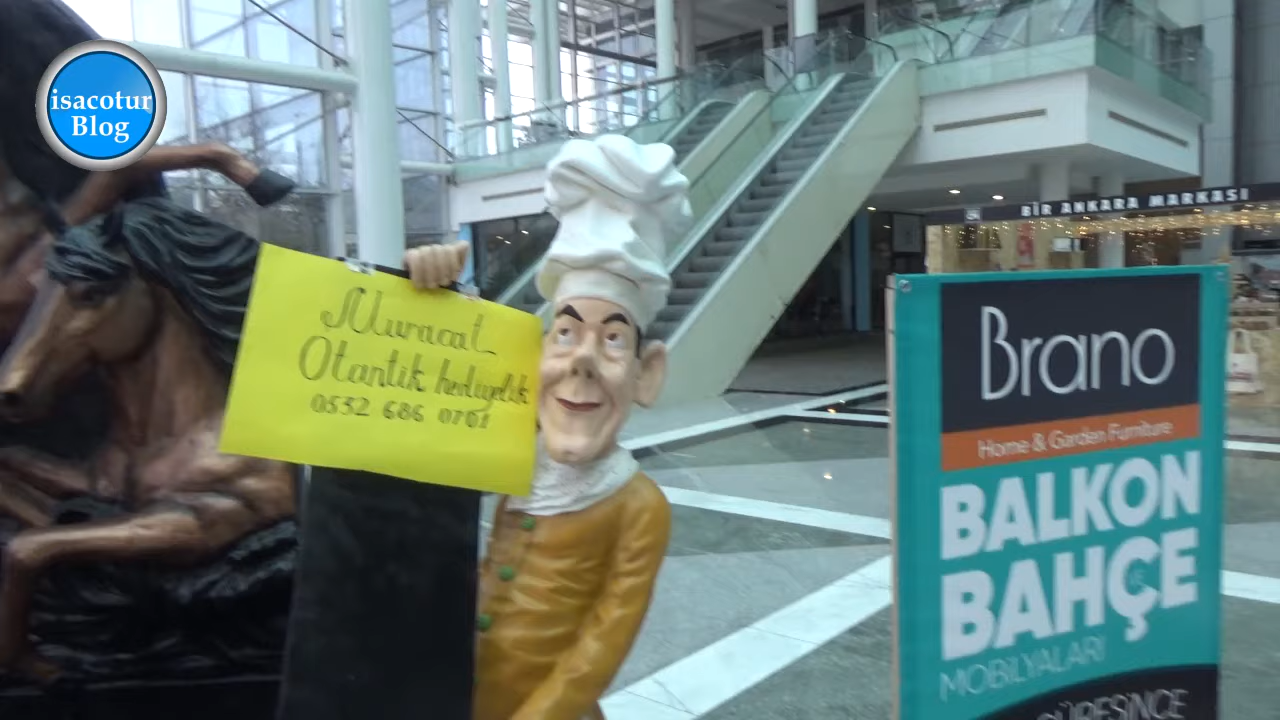 isacotur
Blog
BİR ANKARA MARKASI
Muracat
Otantik hediyelik
0532 686 0701
Brano
Home & Garden Furniture
BALKON
BAHÇE
MOBİLYALARI